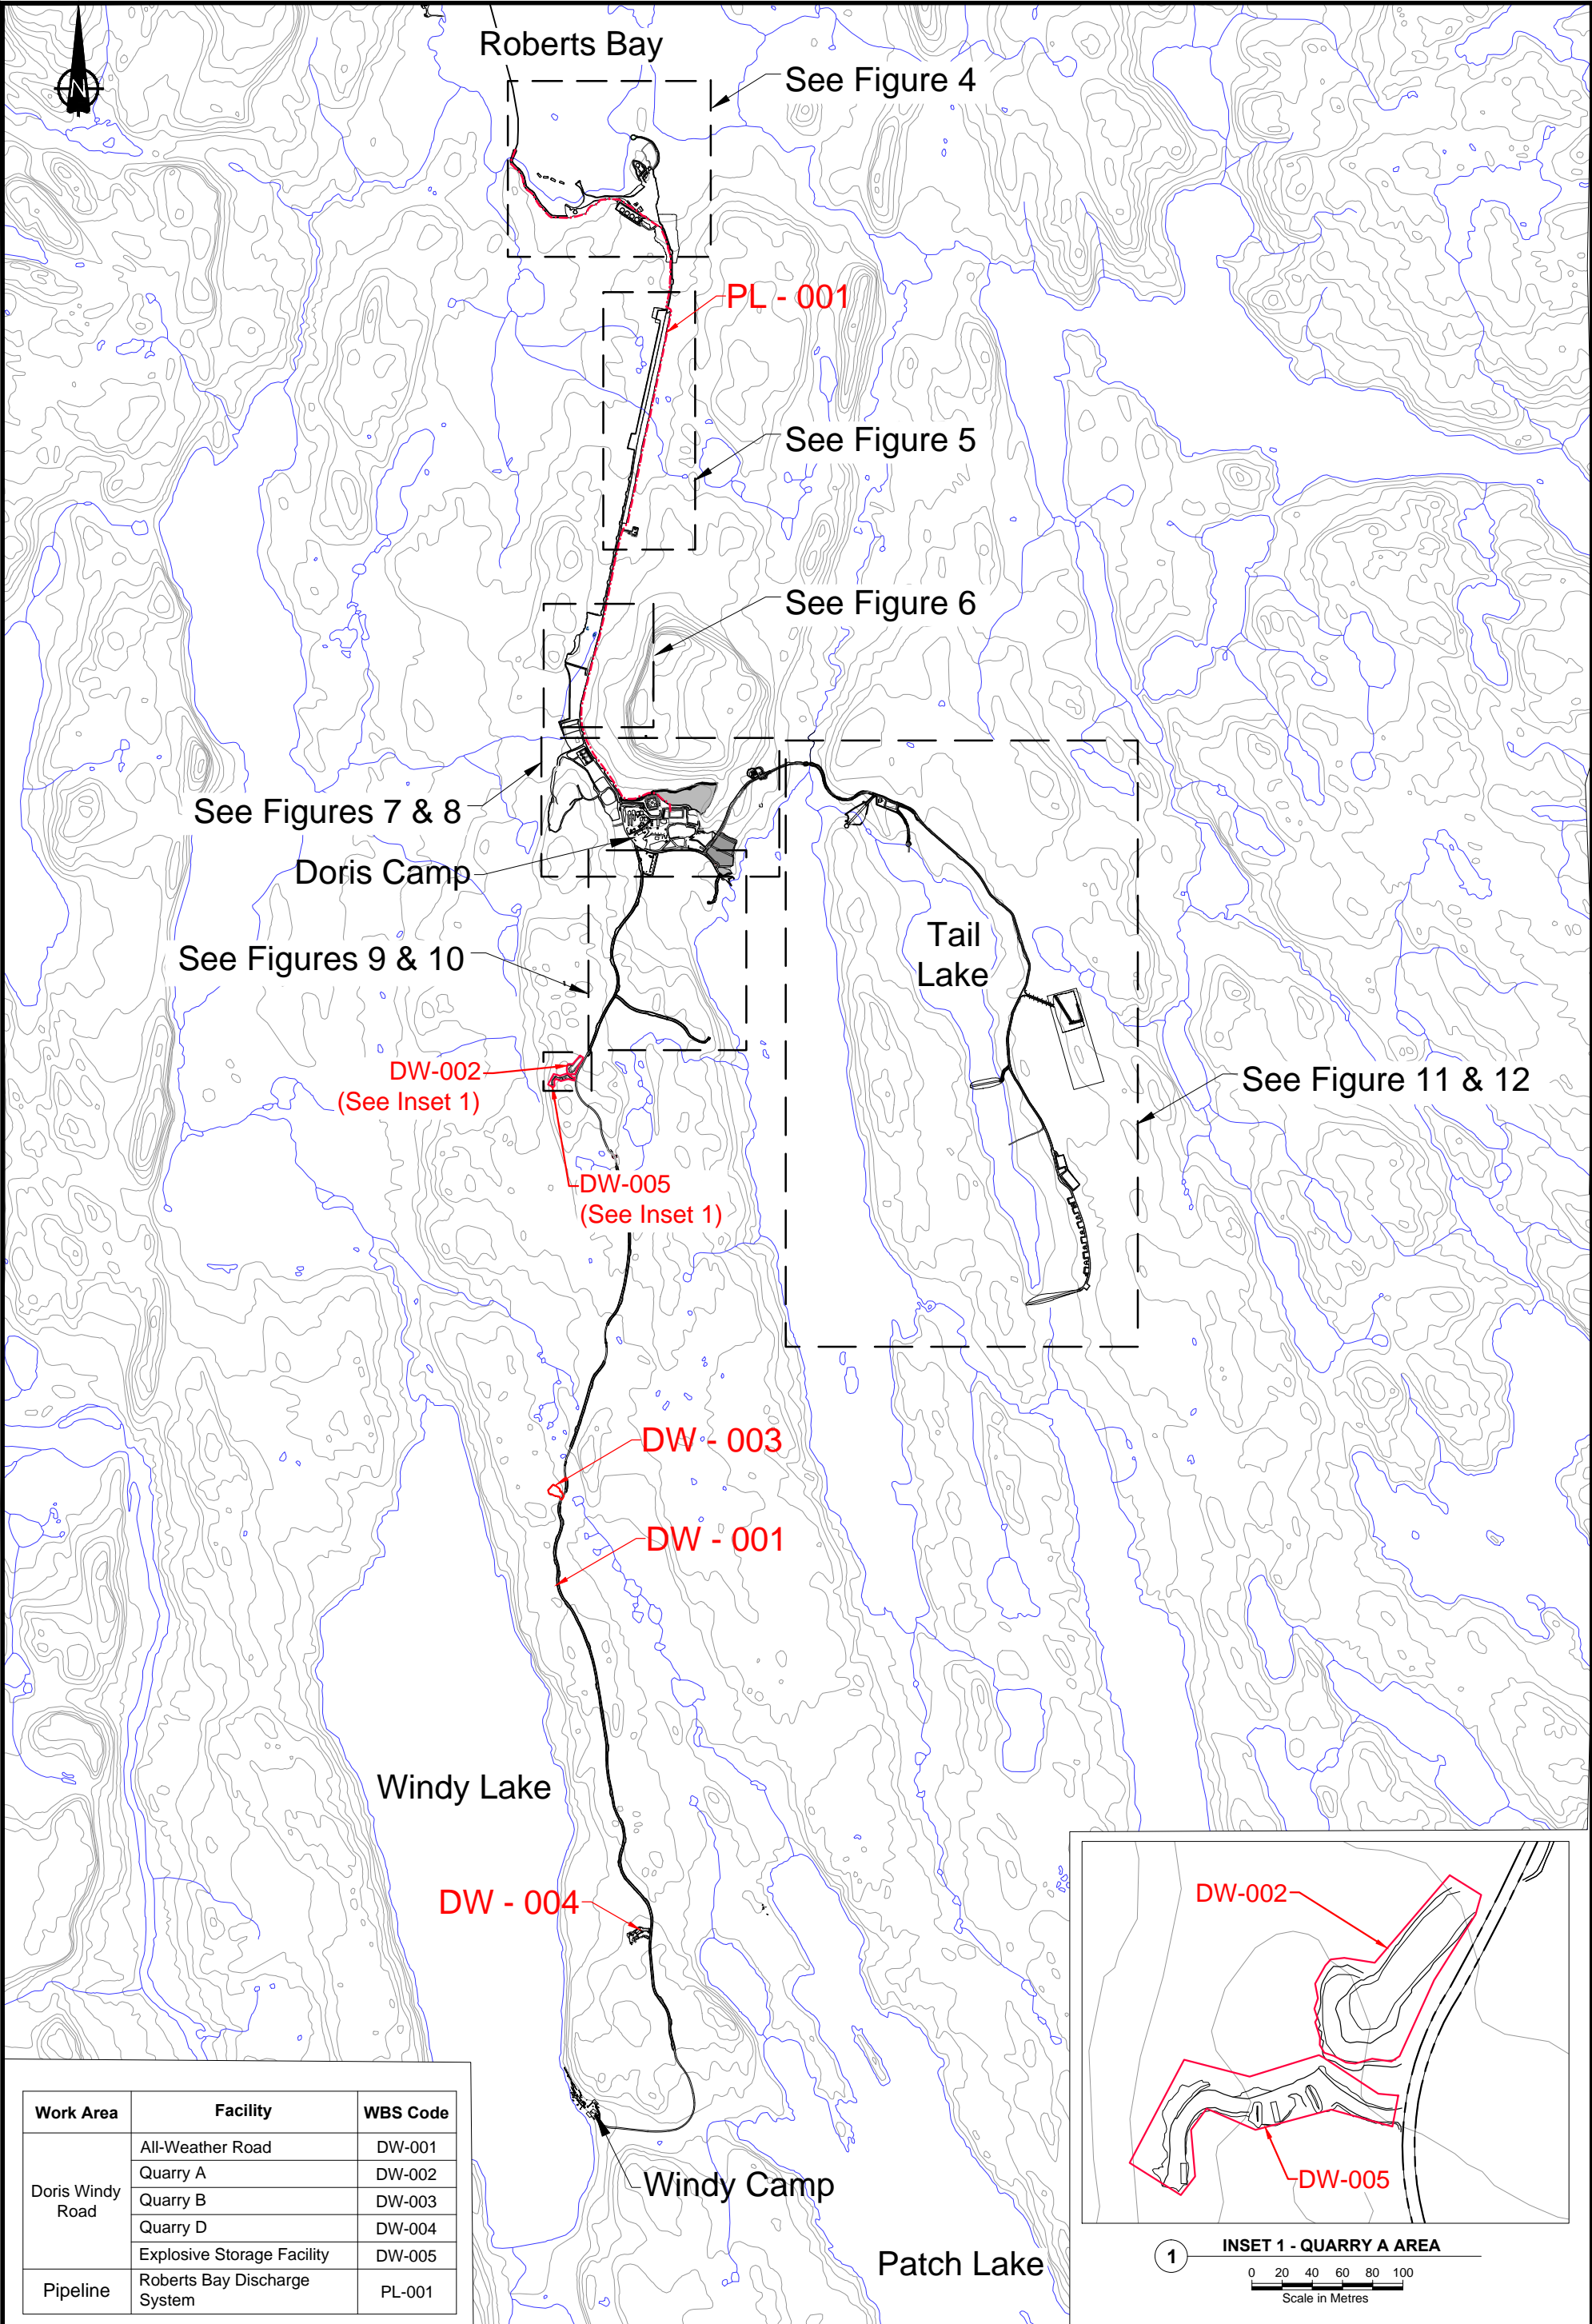 N
Roberts Bay
See Figure 4
PL - 001
See Figure 5
See Figure 6
See Figures 7 & 8
Doris Camp
See Figures 9 & 10
Tail
Lake
DW-002
(See Inset 1)
See Figure 11 & 12
DW-005
(See Inset 1)
DW - 003
DW - 001
Windy Lake
DW - 004
Windy Camp
Patch Lake
Work Area Facility WBS Code
Doris Windy
Road
All-Weather Road DW-001
Quarry A DW-002
Quarry B DW-003
Quarry D DW-004
Explosive Storage Facility DW-005
Pipeline
Roberts Bay Discharge
System
PL-001
DW-002
DW-005
1
INSET 1 - QUARRY A AREA
0 20 40 60 80 100
Scale in Metres